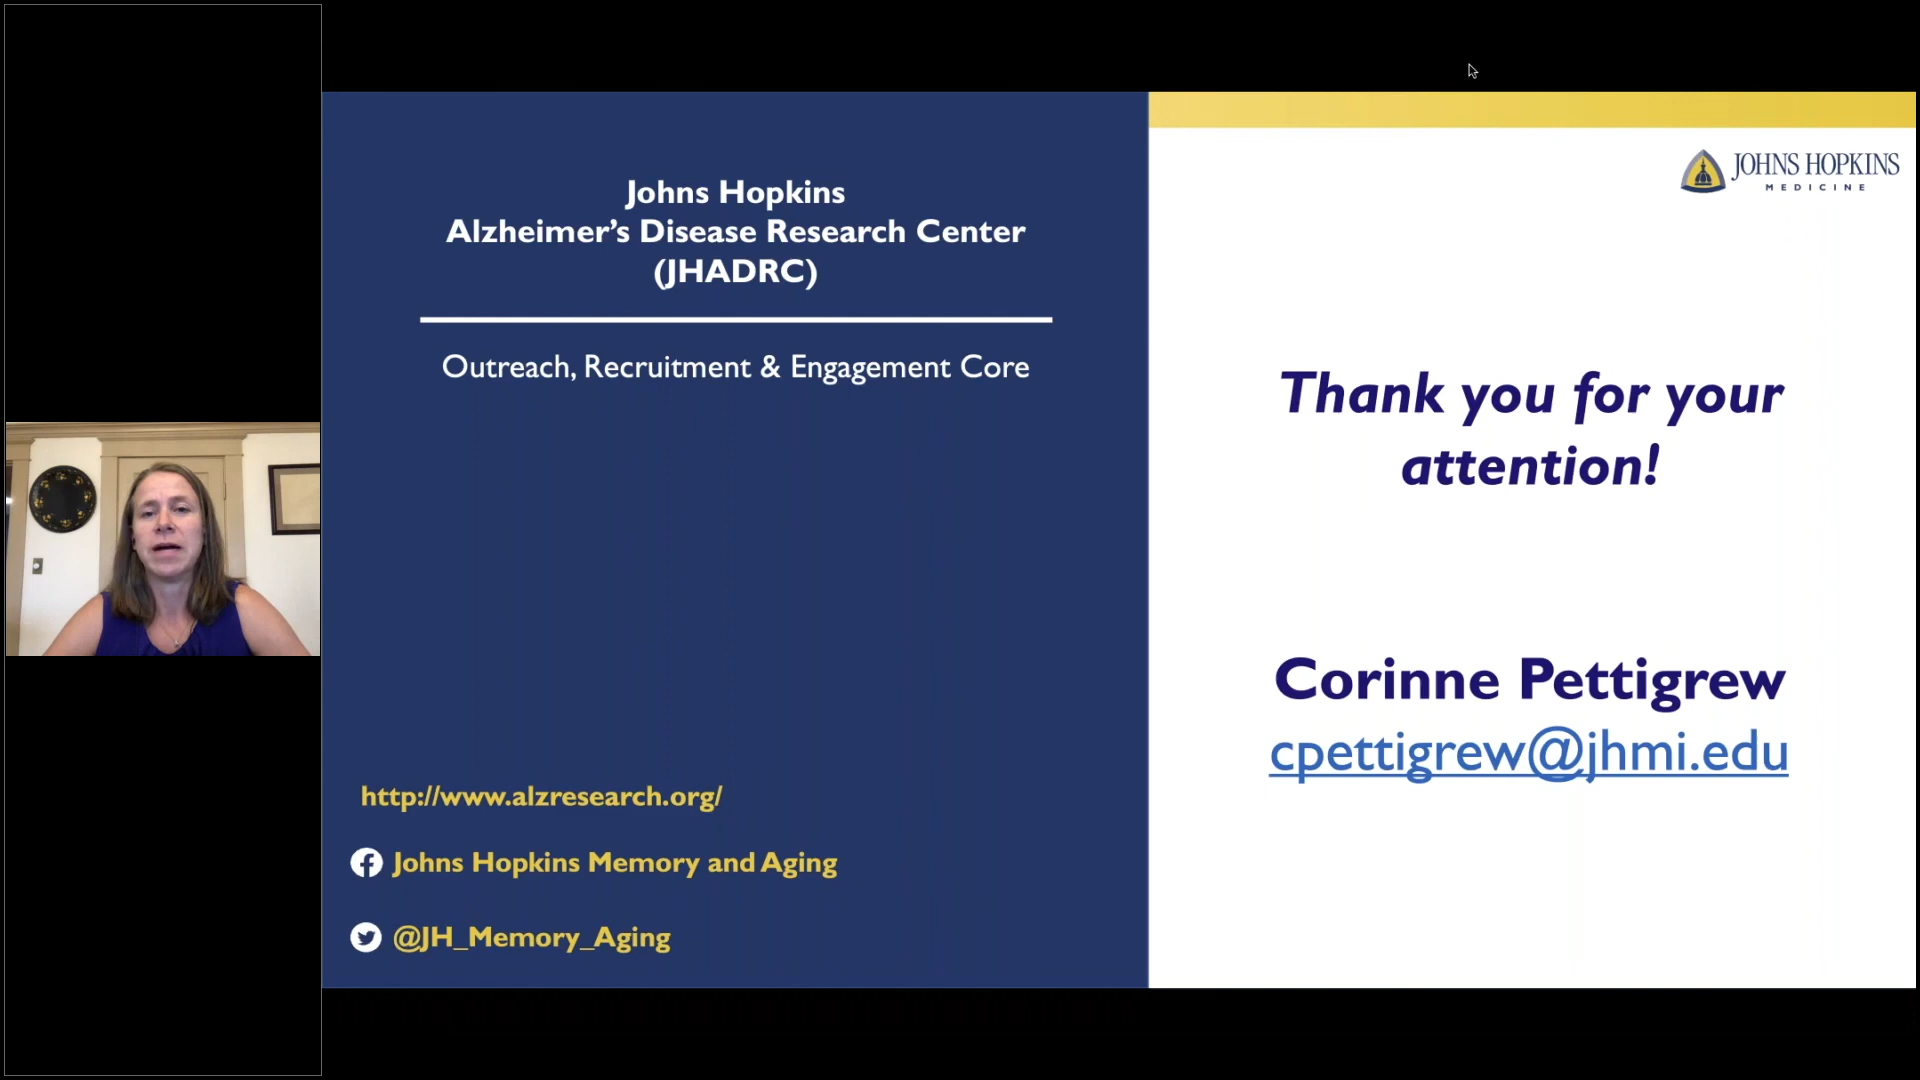 Johns Hopkins
Alzheimer’s Disease Research Center
(JHADRC)
Outreach, Recruitment & Engagement Core
http://www.alzresearch.org/
Johns Hopkins Memory and Aging
@JH_Memory_Aging
JOHNS HOPKINS
MEDICINE
Thank you for your
attention!
Corinne Pettigrew
cpettigrew@jhmi.edu